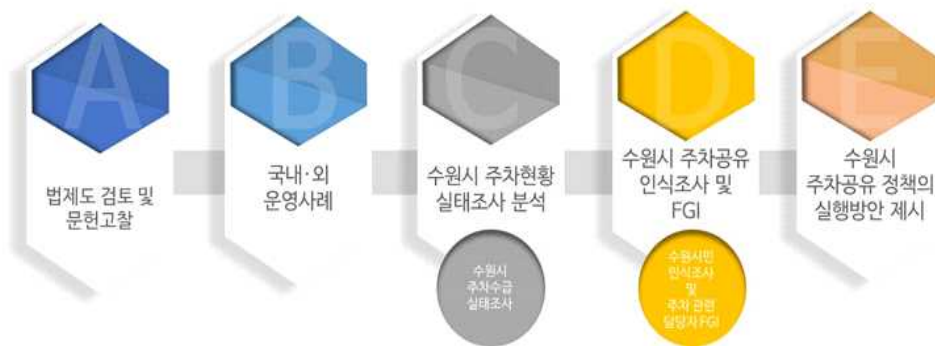 A
법제도 검토 및
문헌고찰
B
국내·외
운영사례
C
수원시 주차현황
실태조사 분석
수원시
주차수급
실태조사
D
수원시 주차공유
인식조사 및
FGI
수원시민
인식조사
및
주차 관련
담당자 FGI
E
수원시
주차공유 정책의
실행방안 제시